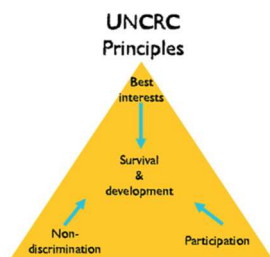 UNCRC
Principles
Best
interests
Survival
&
development
Non-
discrimination
Participation